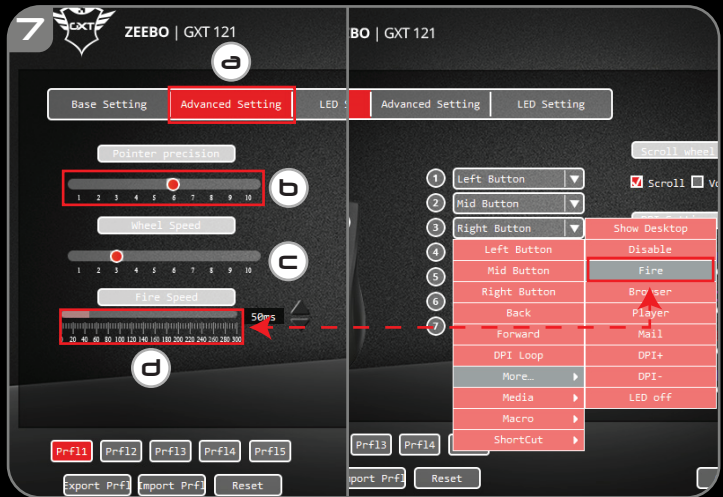 7
GXT
ZEEBO | GXT 121
a
Base Setting
Advanced Setting
LED
Pointer precision
1 2 3 4 5 6 7 8 9 10
b
Wheel Speed
1 2 3 4 5 6 7 8 9 10
c
Fire Speed
50ms
20 40 60 80 100 120 140 160 180 200 220 240 260 280 300
d
Prfl1
Prfl2
Prfl3
Prfl4
Prfl5
Export Prfl
Import Prfl
Reset
BO | GXT 121
Advanced Setting
LED Setting
Scroll wheel
Scroll
1
Left Button
2
Mid Button
3
Right Button
4
5
6
7
Left Button
Mid Button
Right Button
Back
Forward
DPI Loop
More…
Media
Macro
ShortCut
Show Desktop
Disable
Fire
Browser
Player
Mail
DPI+
DPI-
LED off
Prfl3
Prfl4
port Prfl
Reset